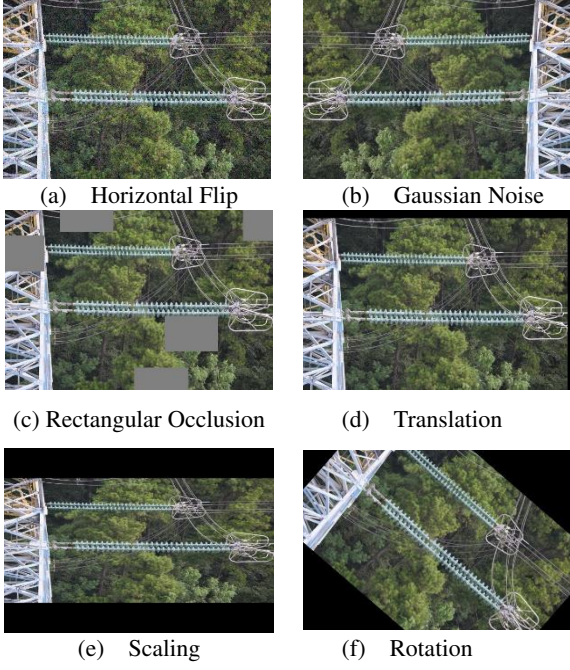 (a) Horizontal Flip
(b) Gaussian Noise
(c) Rectangular Occlusion
(d) Translation
(e) Scaling
(f) Rotation